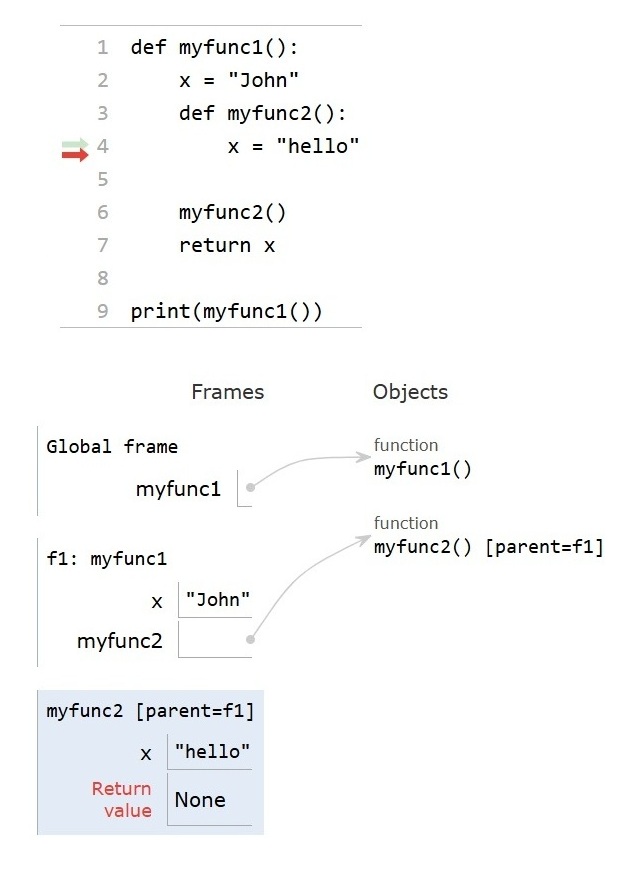 1 def myfunc1():
2     x = "John"
3     def myfunc2():
4         x = "hello"
5
6     myfunc2()
7     return x
8
9 print(myfunc1())
Frames Objects
Global frame
myfunc1
function
myfunc1()
function
myfunc2() [parent=f1]
f1: myfunc1
x "John"
myfunc2
myfunc2 [parent=f1]
x "hello"
Return
value None